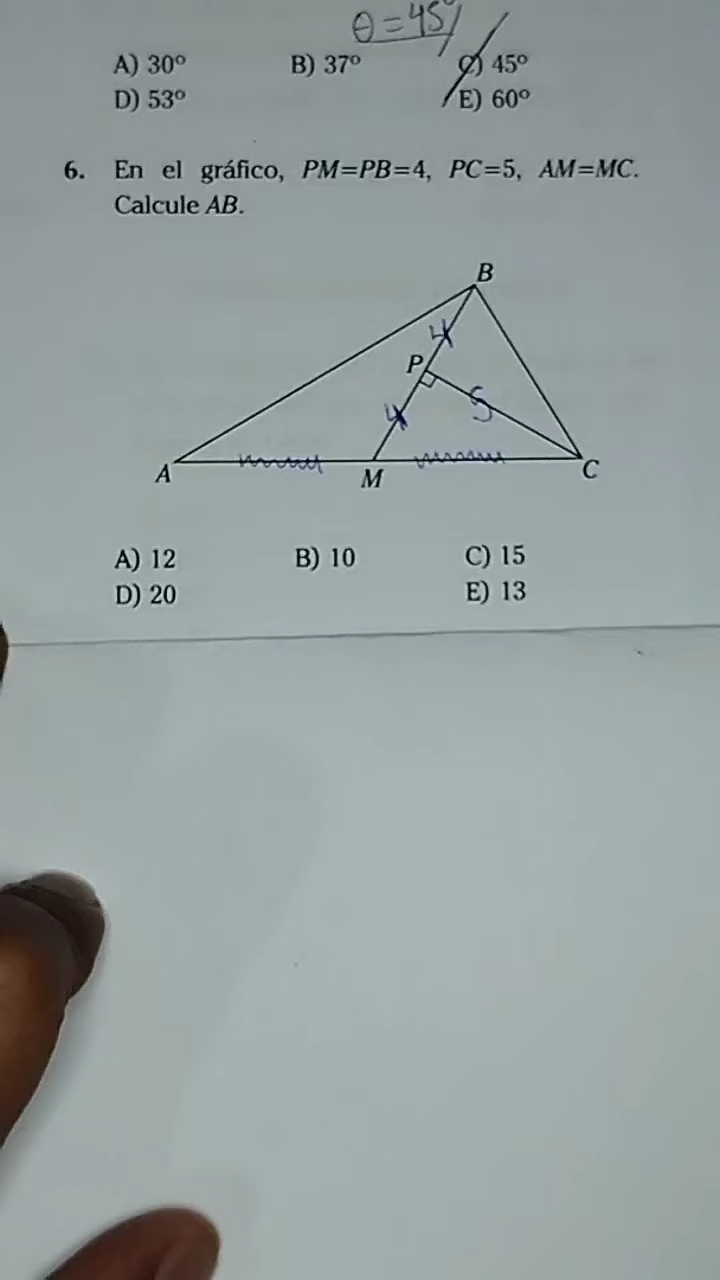 θ = 45°
A) 30° B) 37° C) 45°
D) 53° E) 60°
6. En el gráfico, PM=PB=4, PC=5, AM=MC.
Calcule AB.
B
4
P
4 5
A M C
A) 12 B) 10 C) 15
D) 20 E) 13